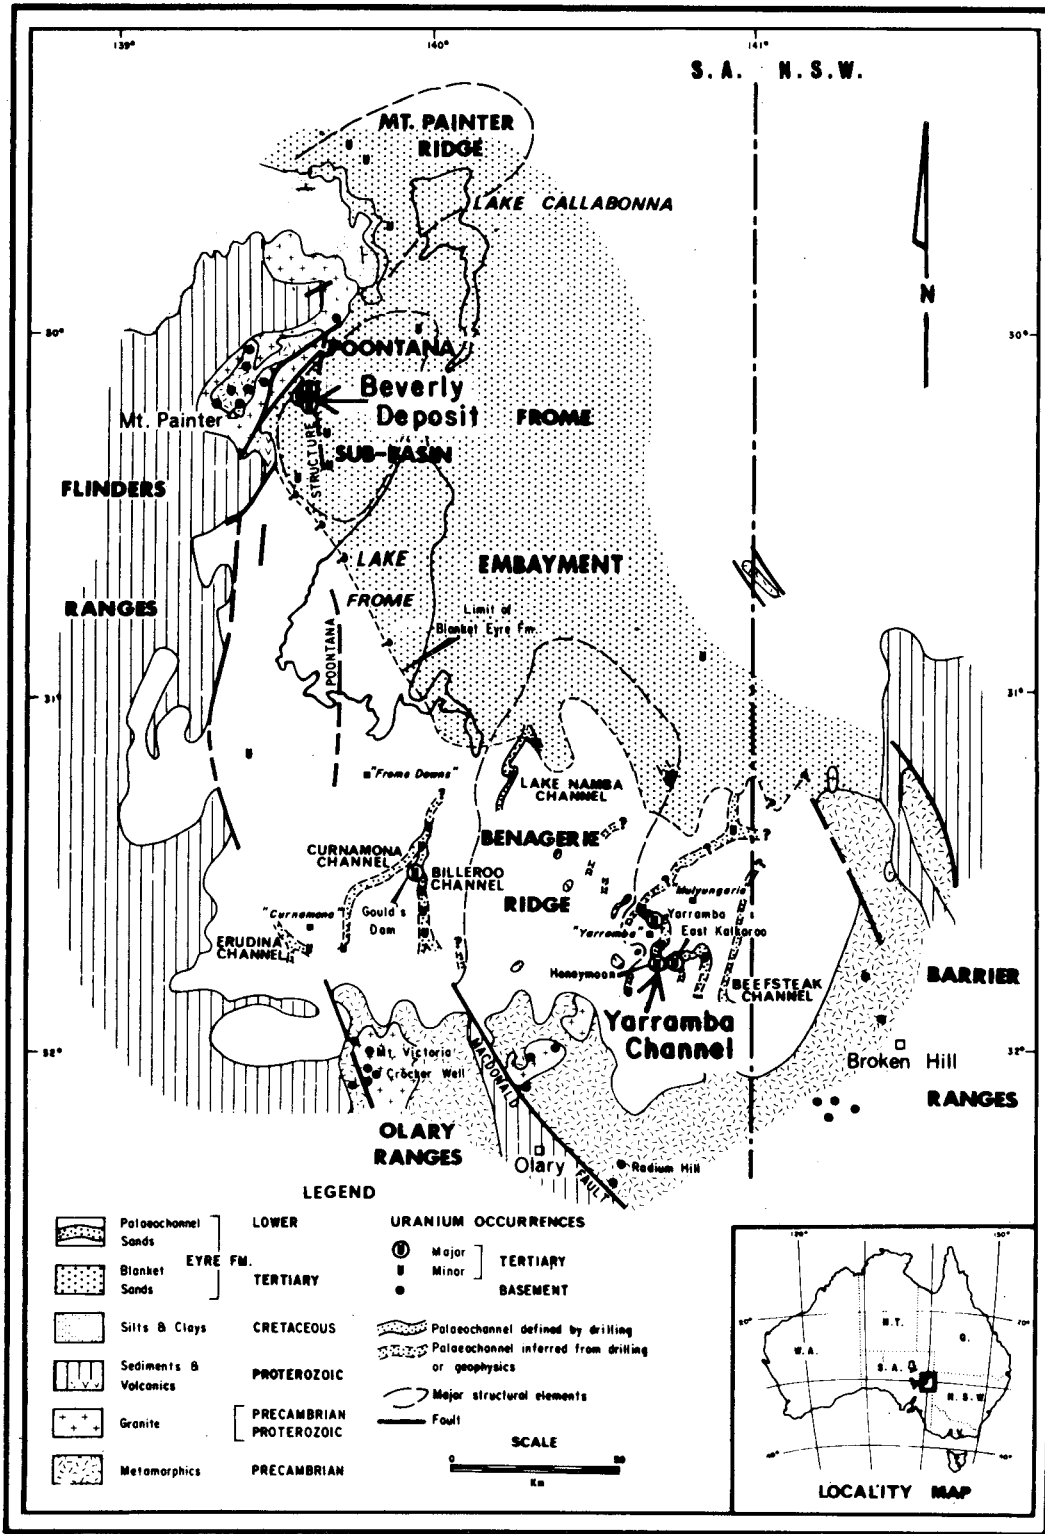 139°
140°
141°
S.A.
N.S.W.
MT. PAINTER
RIDGE
LAKE CALLABONNA
N
30°
30°
POONTANA
Beverly
Deposit
FROME
Mt. Painter
STRUCTURE
SUB-BASIN
FLINDERS
LAKE
FROME
EMBAYMENT
RANGES
Limit of
Blanket Eyre Fm.
POONTANA
31°
31°
"Frome Downs"
LAKE NAMBA
CHANNEL
CURNAMONA
CHANNEL
BENAGERIE
BILLEROO
CHANNEL
RIDGE
"Mulyungarie"
"Curnamona"
Gould's
Dam
Yarramba
"Yarramba"
East Kalkaroo
ERUDINA
CHANNEL
Honeymoon
BEEFSTEAK
CHANNEL
BARRIER
Yarramba
Channel
32°
32°
Mt. Victoria
Crocker Well
MACDONALD
FAULT
Broken Hill
RANGES
OLARY
RANGES
Olary
Radium Hill
LEGEND
Palaeochannel
Sands
EYRE FM.
LOWER
Blanket
Sands
TERTIARY
Silts & Clays
CRETACEOUS
Sediments &
Volcanics
PROTEROZOIC
Granite
PRECAMBRIAN
PROTEROZOIC
Metamorphics
PRECAMBRIAN
URANIUM OCCURRENCES
U Major
U Minor
TERTIARY
BASEMENT
Palaeochannel defined by drilling
Palaeochannel inferred from drilling
or geophysics
Major structural elements
Fault
SCALE
0
Km
120°
150°
N.T.
Q.
W.A.
S.A.
N.S.W.
40°
40°
LOCALITY MAP